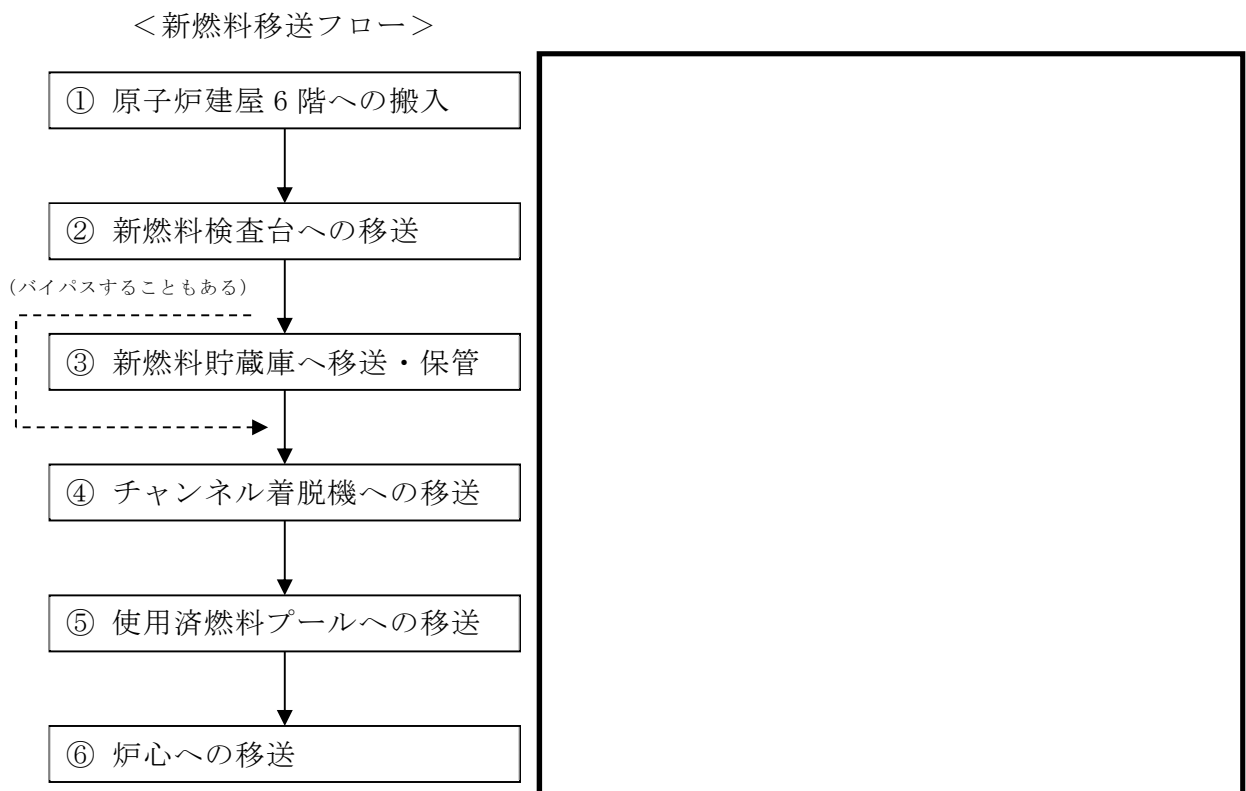 ＜新燃料移送フロー＞
① 原子炉建屋６階への搬入
② 新燃料検査台への移送
（バイパスすることもある）
③ 新燃料貯蔵庫へ移送・保管
④ チャンネル着脱機への移送
⑤ 使用済燃料プールへの移送
⑥ 炉心への移送